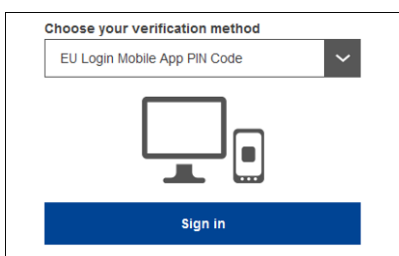 Choose your verification method
EU Login Mobile App PIN Code
Sign in